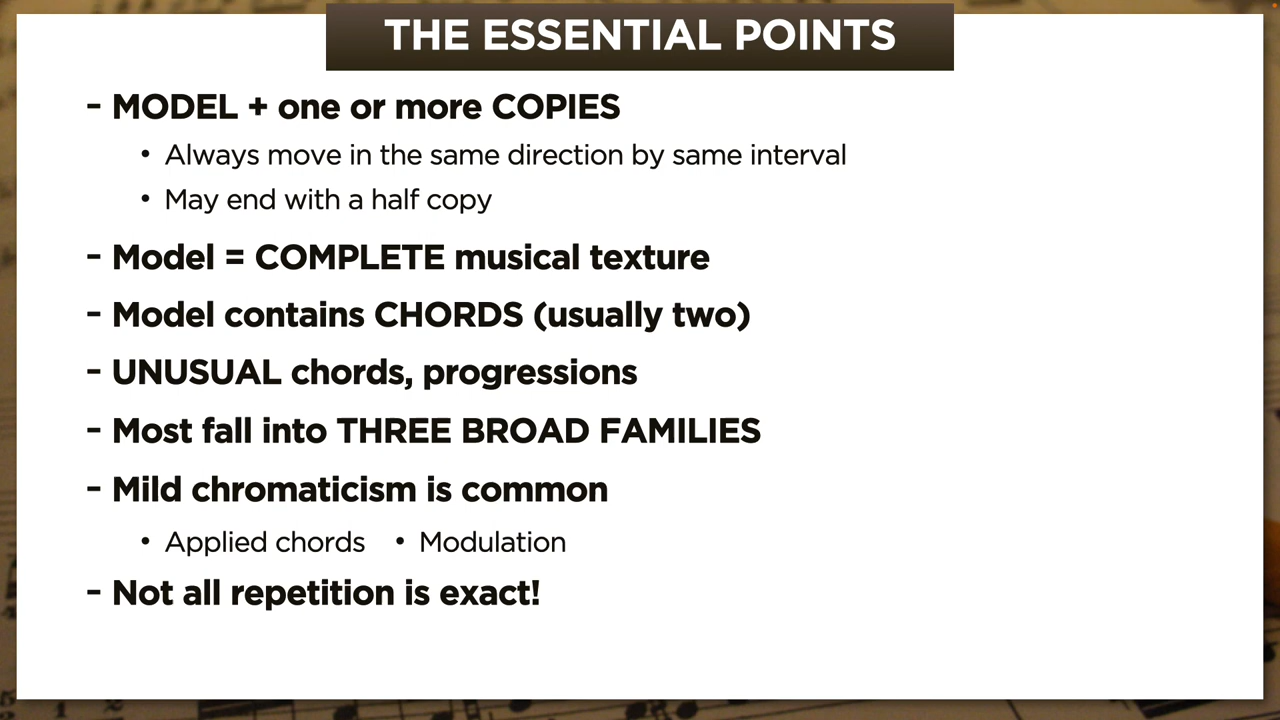 THE ESSENTIAL POINTS
- MODEL + one or more COPIES
• Always move in the same direction by same interval
• May end with a half copy
- Model = COMPLETE musical texture
- Model contains CHORDS (usually two)
- UNUSUAL chords, progressions
- Most fall into THREE BROAD FAMILIES
- Mild chromaticism is common
• Applied chords • Modulation
- Not all repetition is exact!